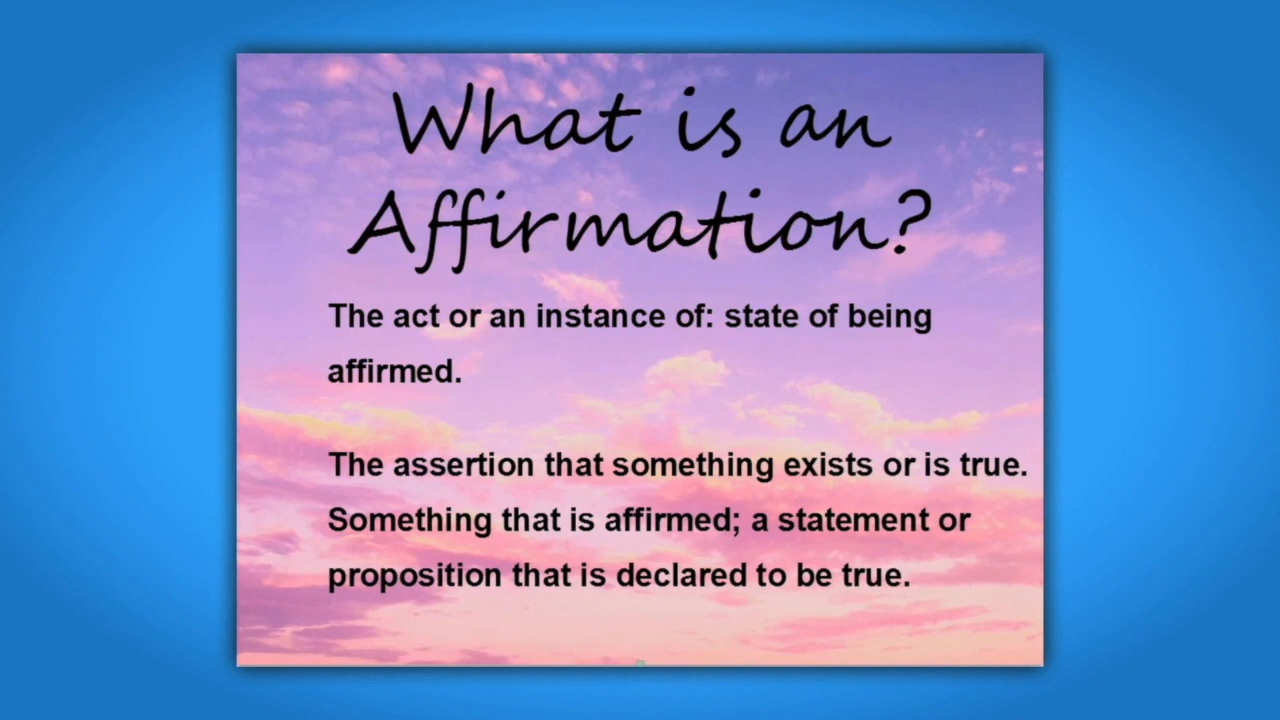 What is an
Affirmation?
The act or an instance of: state of being
affirmed.
The assertion that something exists or is true.
Something that is affirmed; a statement or
proposition that is declared to be true.